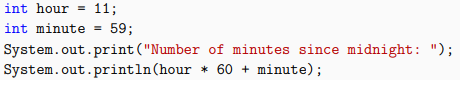 int hour = 11;
int minute = 59;
System.out.print("Number of minutes since midnight: ");
System.out.println(hour * 60 + minute);